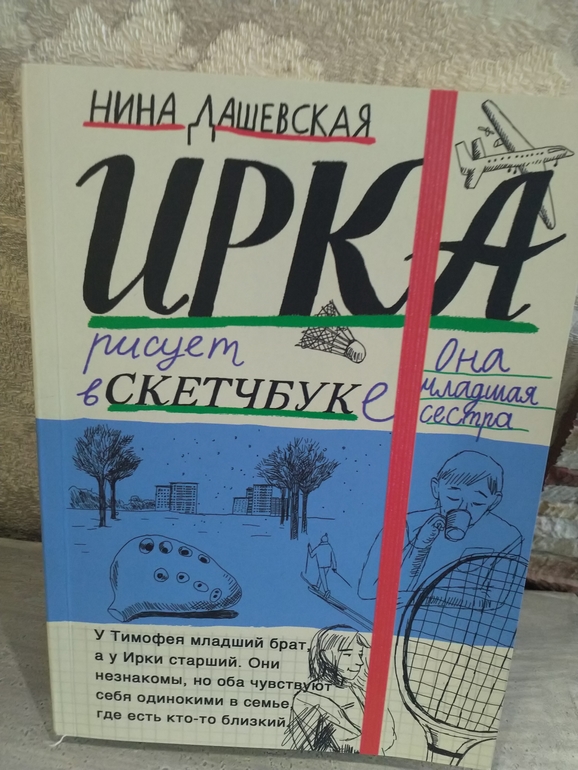 НИНА ДАШЕВСКАЯ
ИРКА
рисует
в СКЕТЧБУКе
Она
младшая
сестра
У Тимофея младший брат,
а у Ирки старший. Они
незнакомы, но оба чувствуют
себя одинокими в семье,
где есть кто-то близкий.